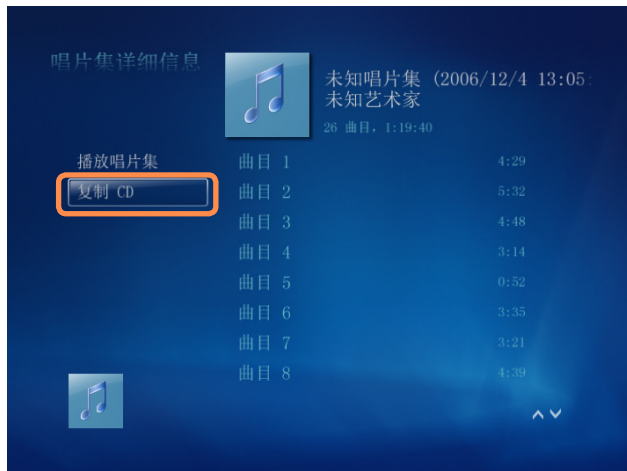 唱片集详细信息
未知唱片集 (2006/12/4 13:05:
未知艺术家
26 曲目, 1:19:40
播放唱片集
复制 CD
曲目 1 4:29
曲目 2 5:32
曲目 3 4:48
曲目 4 3:14
曲目 5 0:52
曲目 6 3:35
曲目 7 3:21
曲目 8 4:39